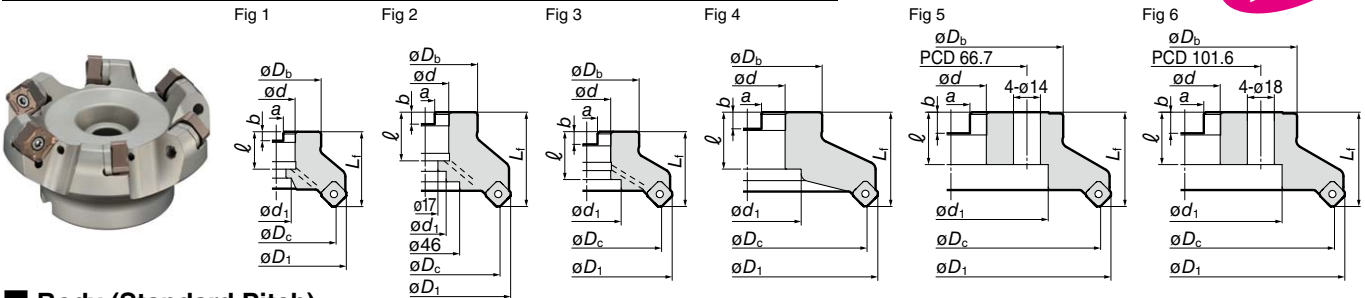 Fig 1
øDb
ød
a
b
ℓ
Lf
ød1
øDc
øD1
Fig 2
øDb
ød
a
b
ℓ
Lf
ø17
ød1
ø46
øDc
øD1
Fig 3
øDb
ød
a
b
ℓ
Lf
ød1
øDc
øD1
Fig 4
øDb
ød
a
b
ℓ
Lf
ød1
øDc
øD1
Fig 5
øDb
PCD 66.7
ød
4-ø14
a
b
ℓ
Lf
ød1
øDc
øD1
Fig 6
øDb
PCD 101.6
ød
4-ø18
a
b
ℓ
Lf
ød1
øDc
øD1
■ Body (Standard Pitch)